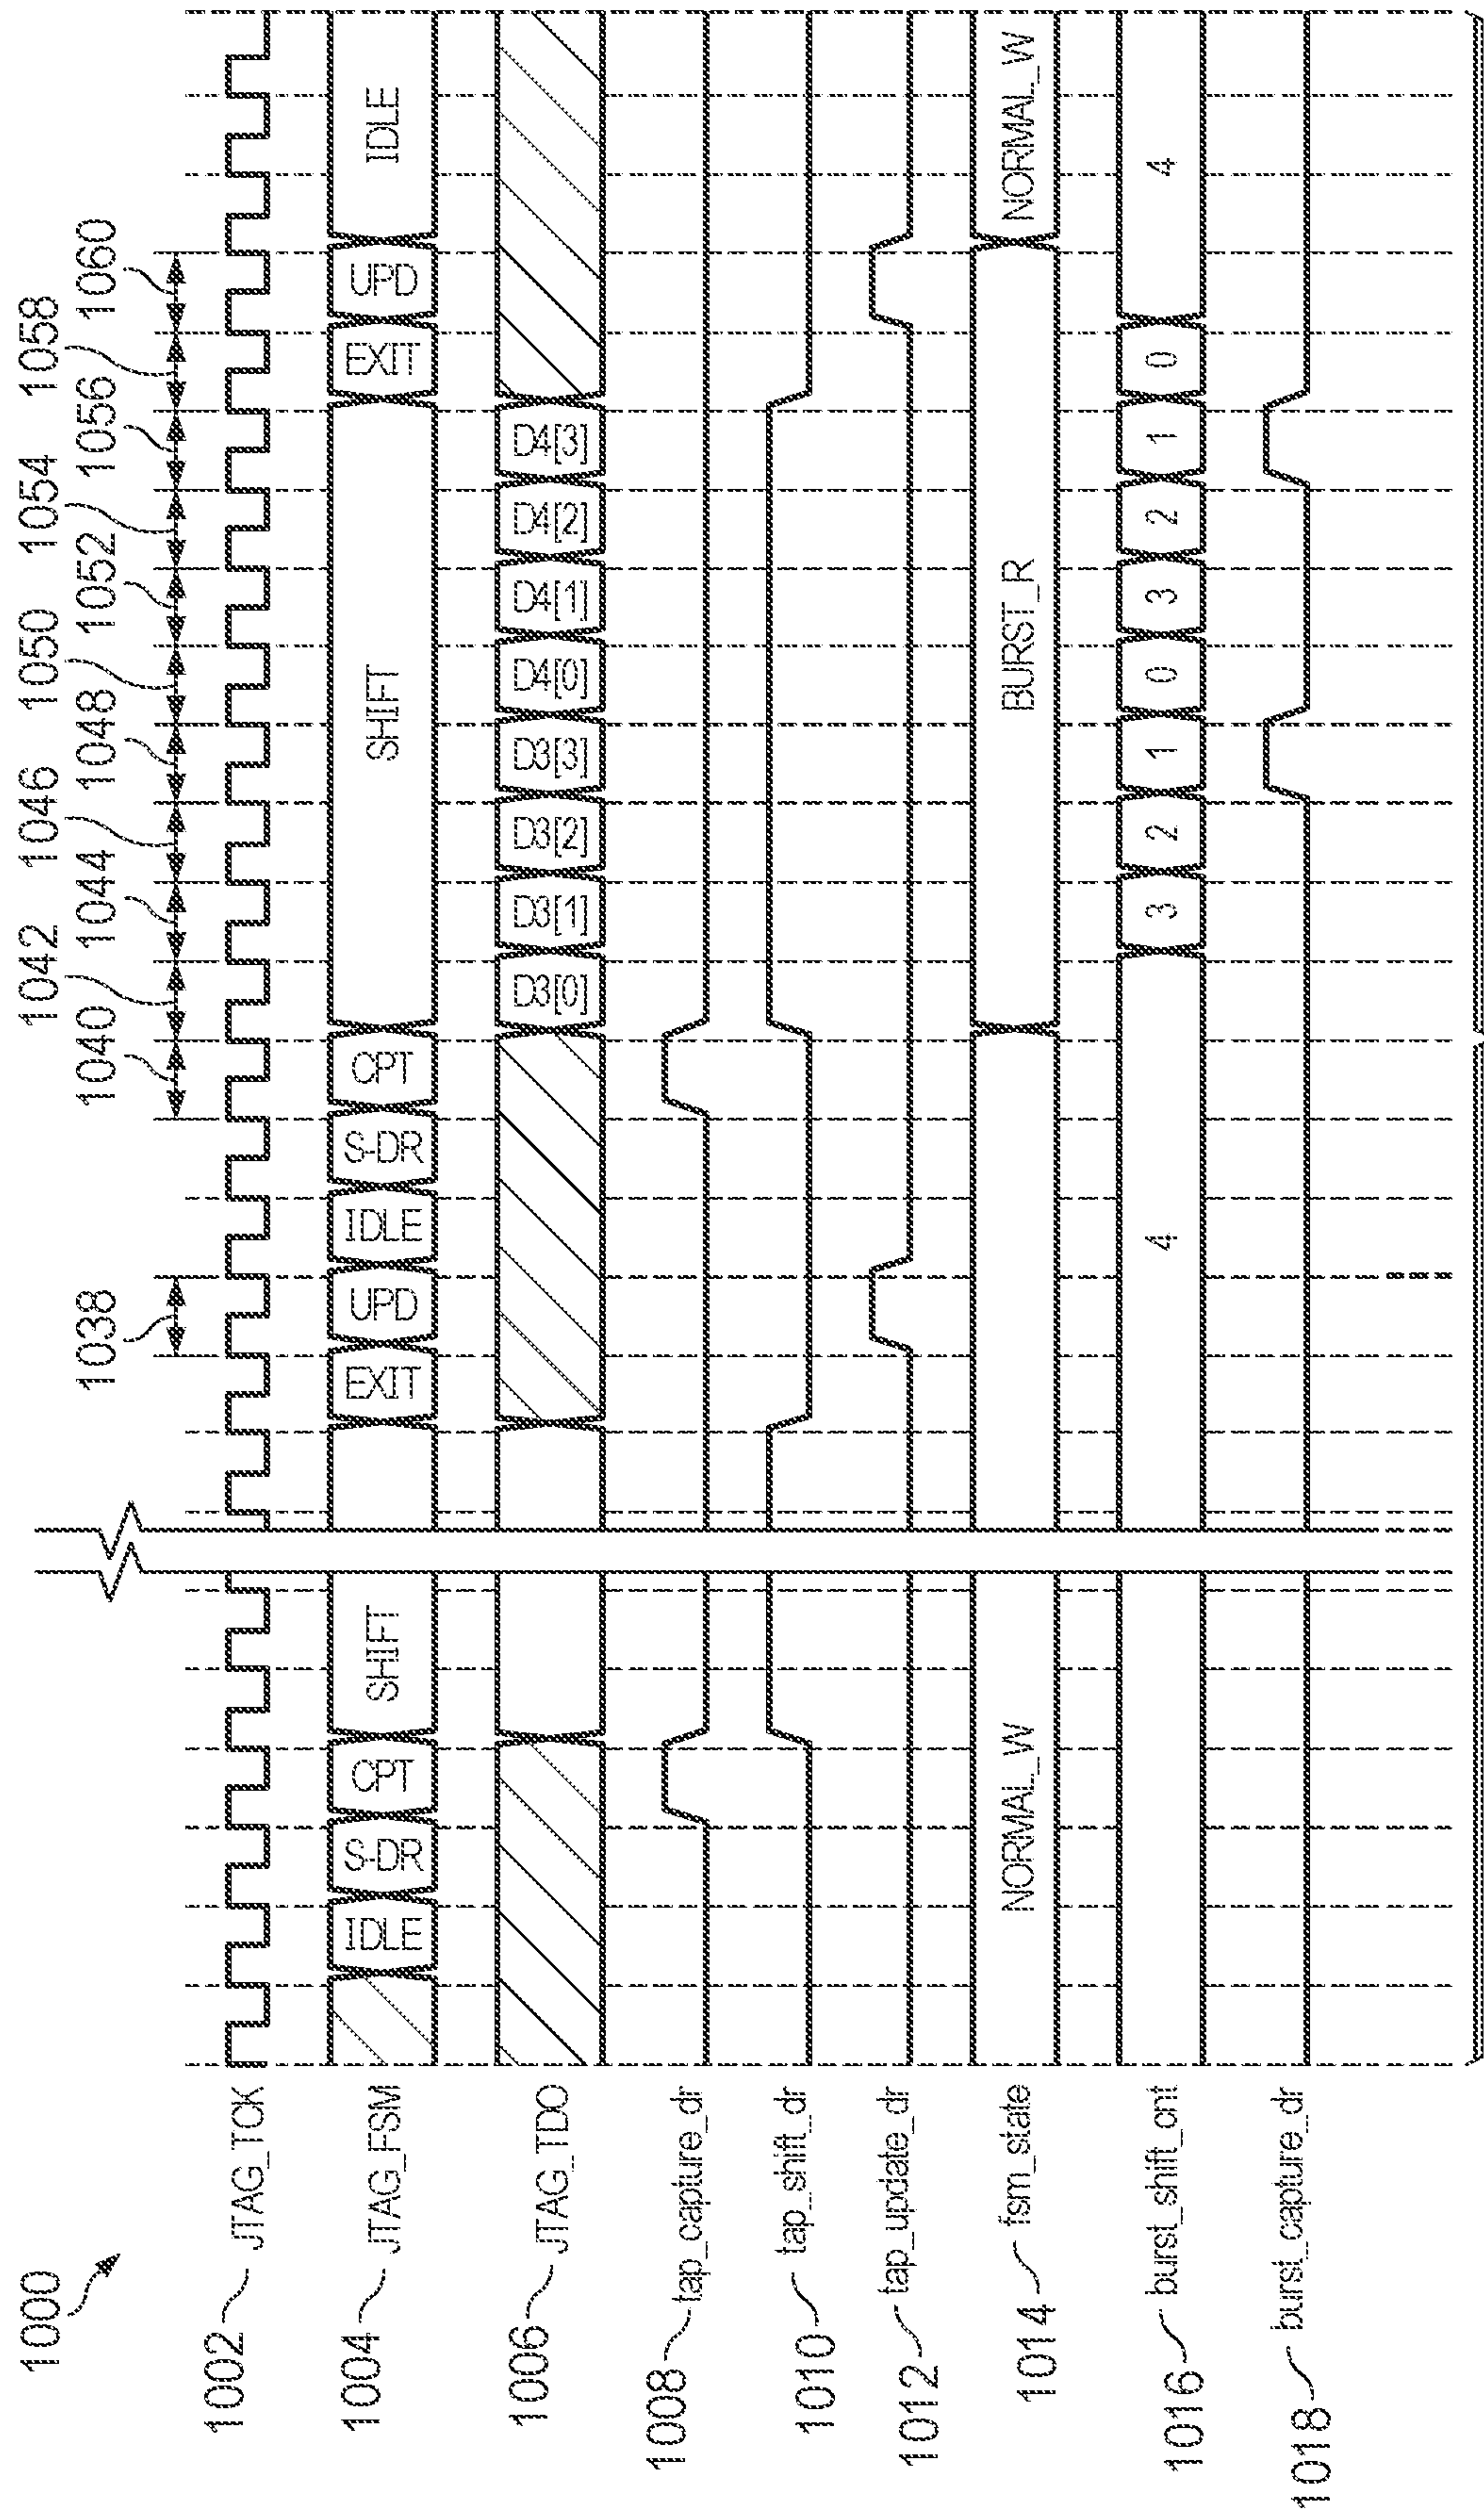 1000
1038
1040
1042
1044
1046
1048
1050
1052
1054
1056
1058
1060
1002 JTAG_TCK
1004 JTAG_FSM
IDLE S-DR CPT SHIFT EXIT UPD IDLE S-DR CPT SHIFT EXIT UPD IDLE
1006 JTAG_TDO
D3[0] D3[1] D3[2] D3[3] D4[0] D4[1] D4[2] D4[3]
1008 tap_capture_dr
1010 tap_shift_dr
1012 tap_update_dr
1014 fsm_state
NORMAL_W BURST_R NORMAL_W
1016 burst_shift_cnt
4 3 2 1 0 3 2 1 0 4
1018 burst_capture_dr